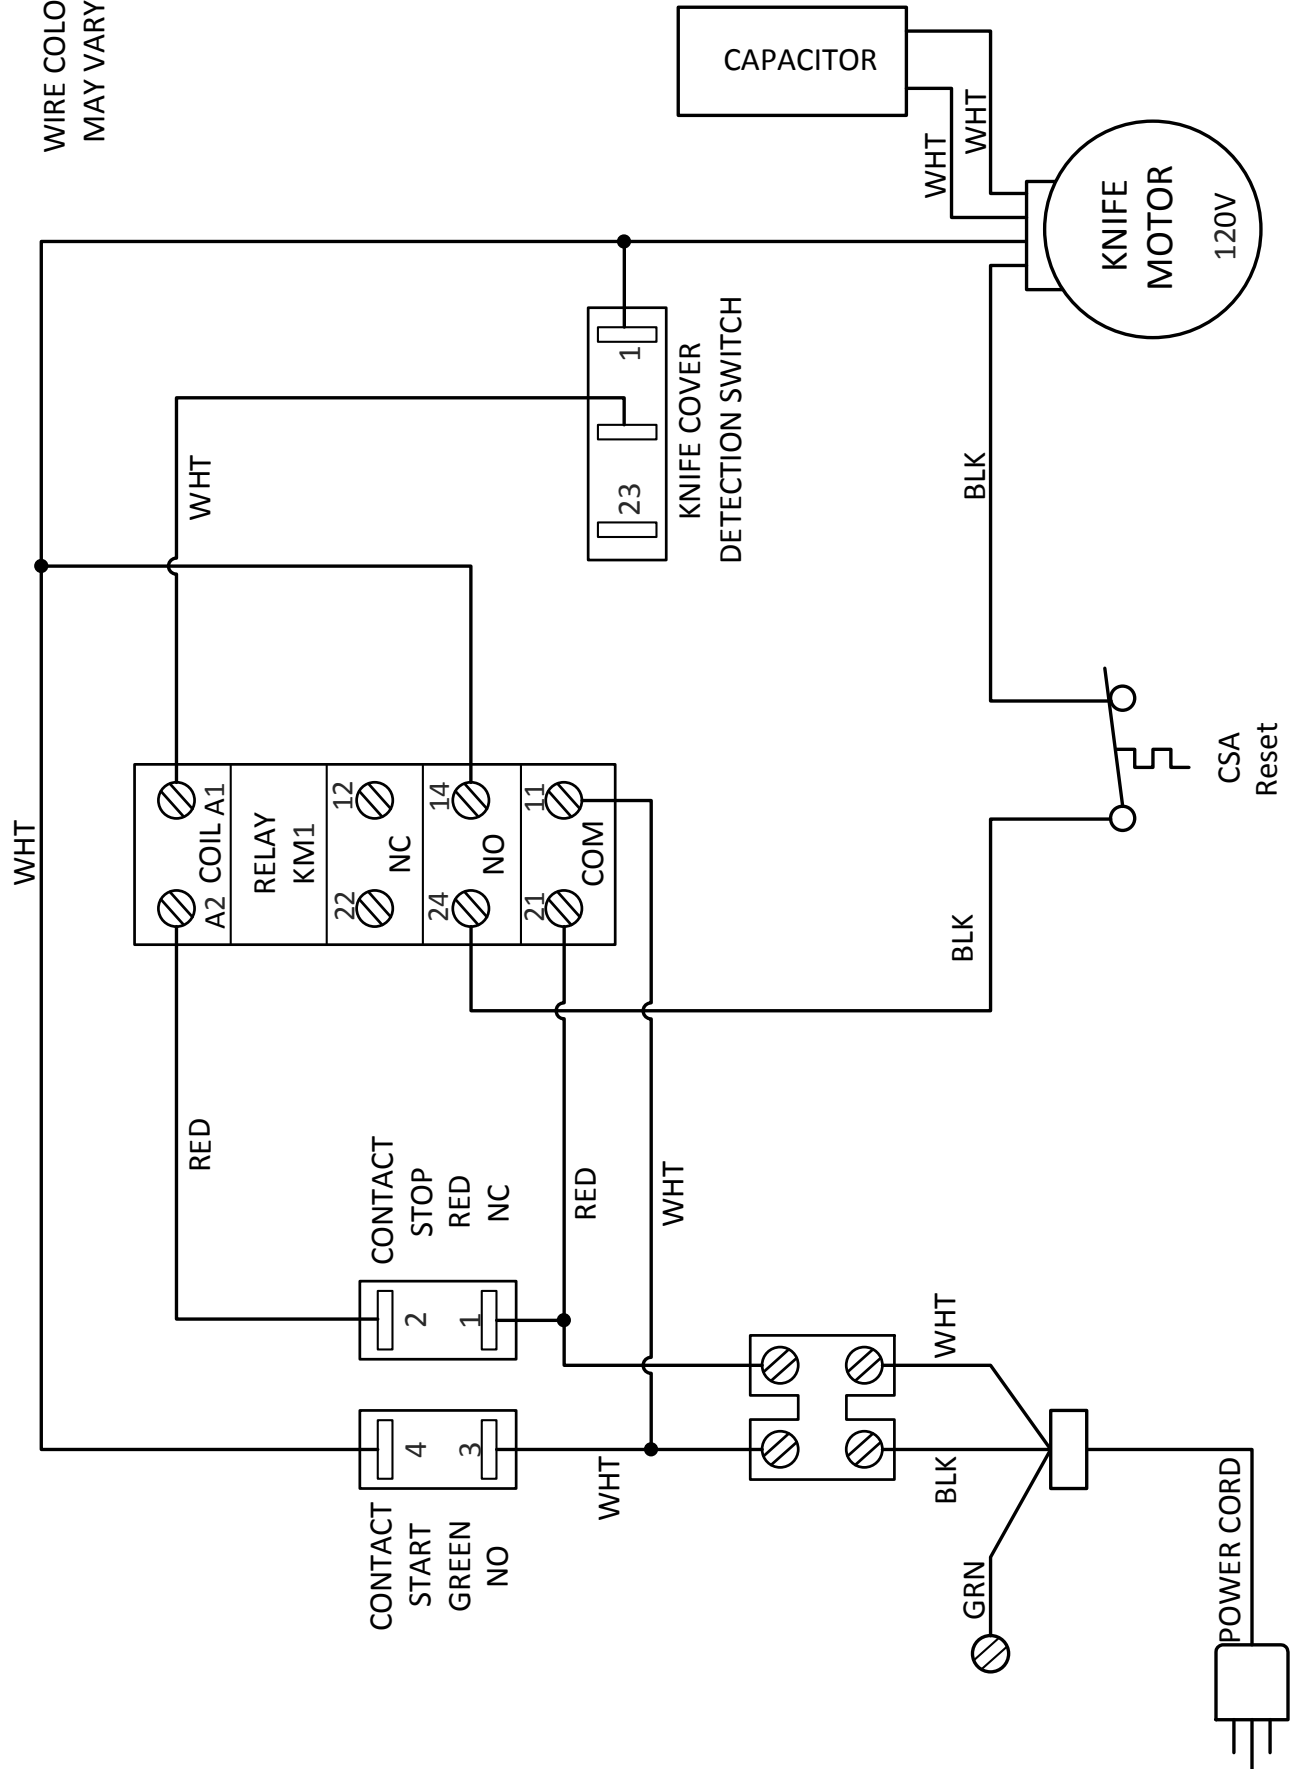 WIRE COLO
MAY VARY
CAPACITOR
WHT
WHT
KNIFE
MOTOR
120V
1
23
KNIFE COVER
DETECTION SWITCH
WHT
BLK
WHT
A2 COIL A1
RELAY
KM1
22 12
NC
24 14
NO
21 11
COM
CSA
Reset
BLK
RED
CONTACT
STOP
RED
NC
2
1
RED
WHT
CONTACT
START
GREEN
NO
4
3
WHT
WHT
BLK
GRN
POWER CORD